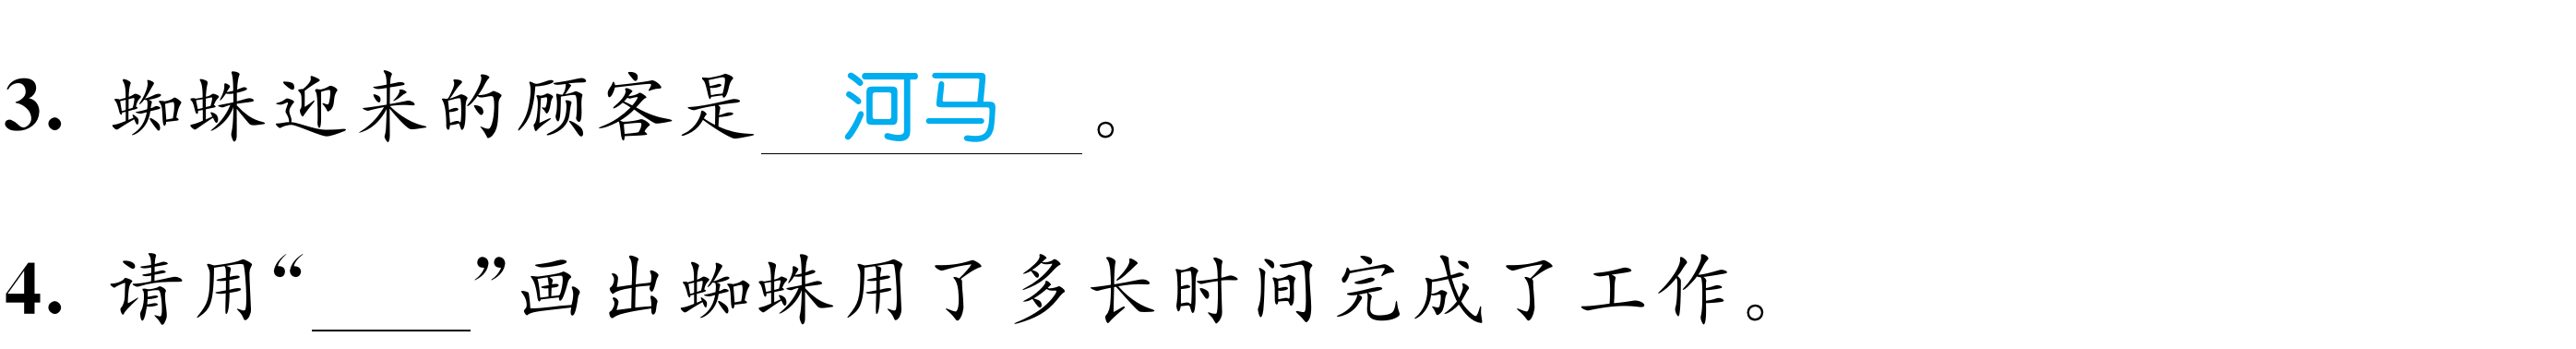 3. 蜘蛛迎来的顾客是 河马 。
4. 请用“____”画出蜘蛛用了多长时间完成了工作。